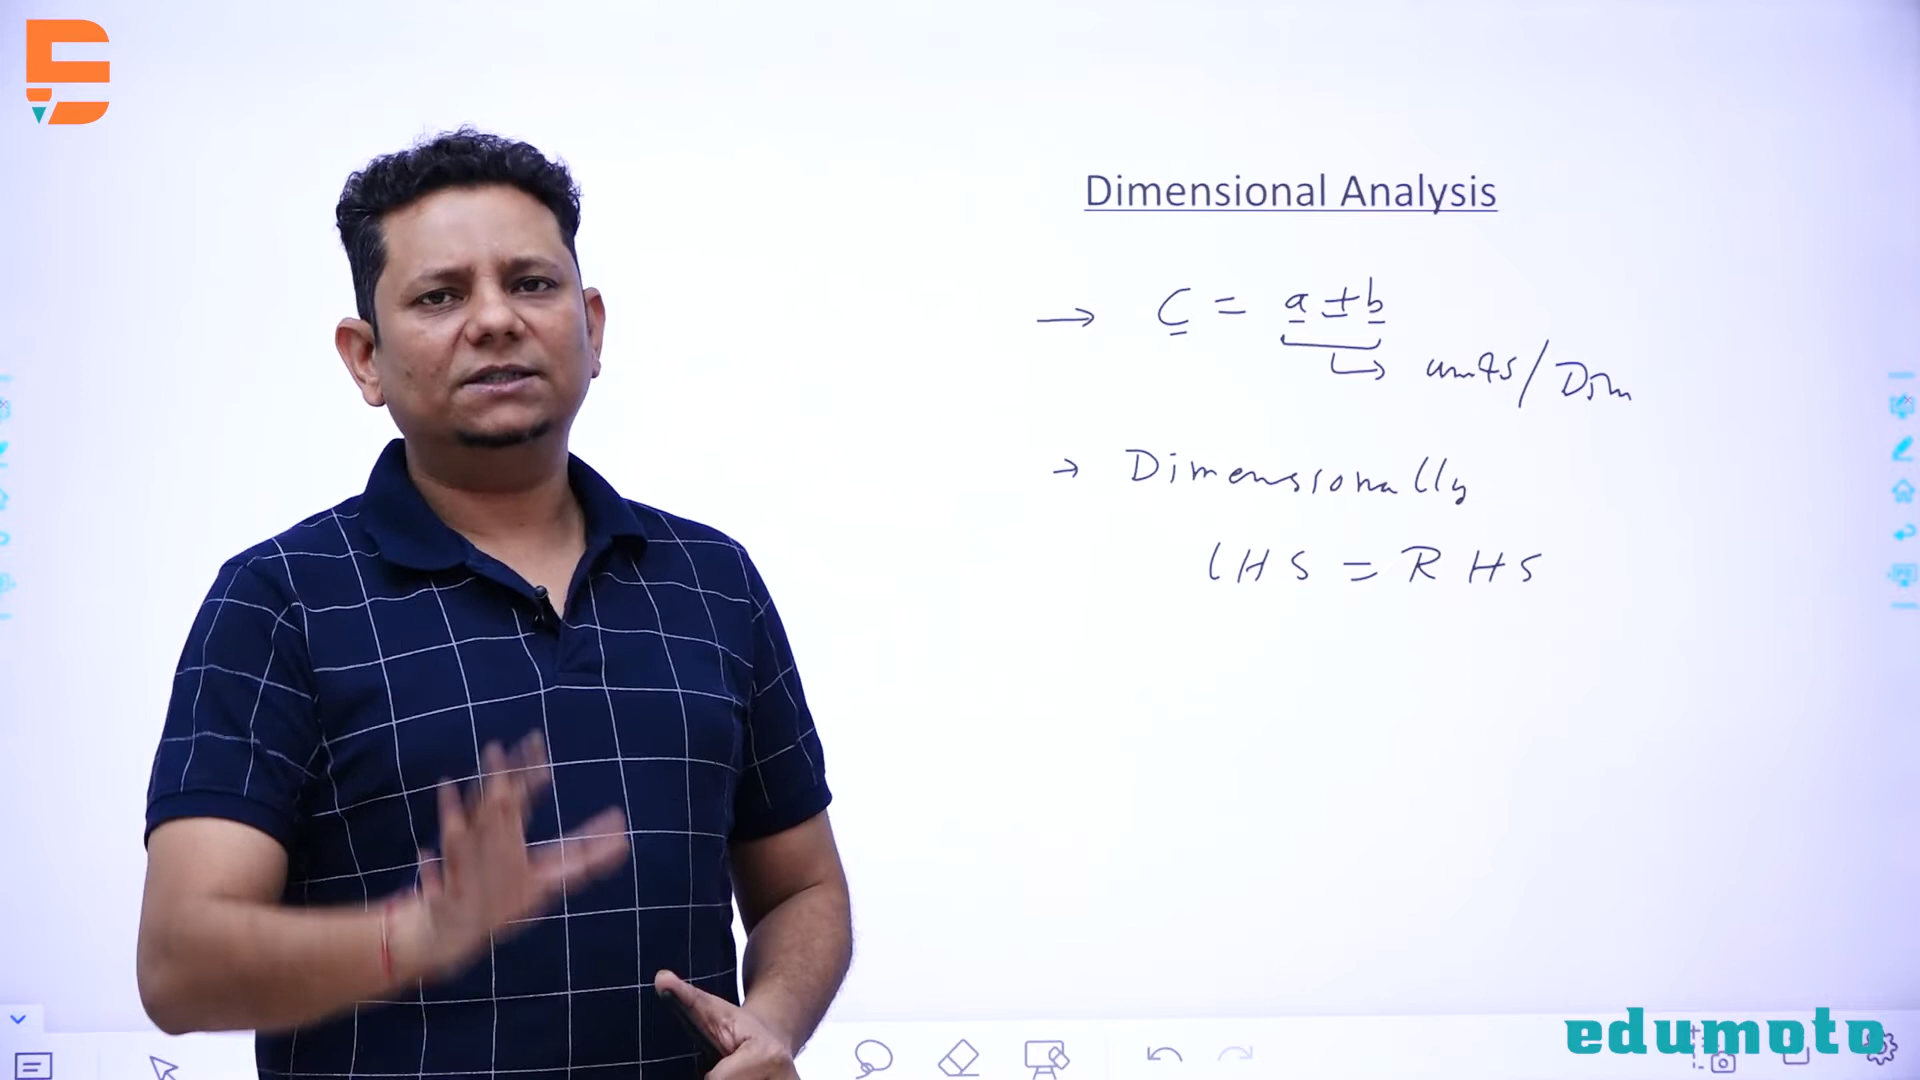 Dimensional Analysis
→ C = a ± b
↳ units/Dim
→ Dimensionally
LHS = RHS
edumoto